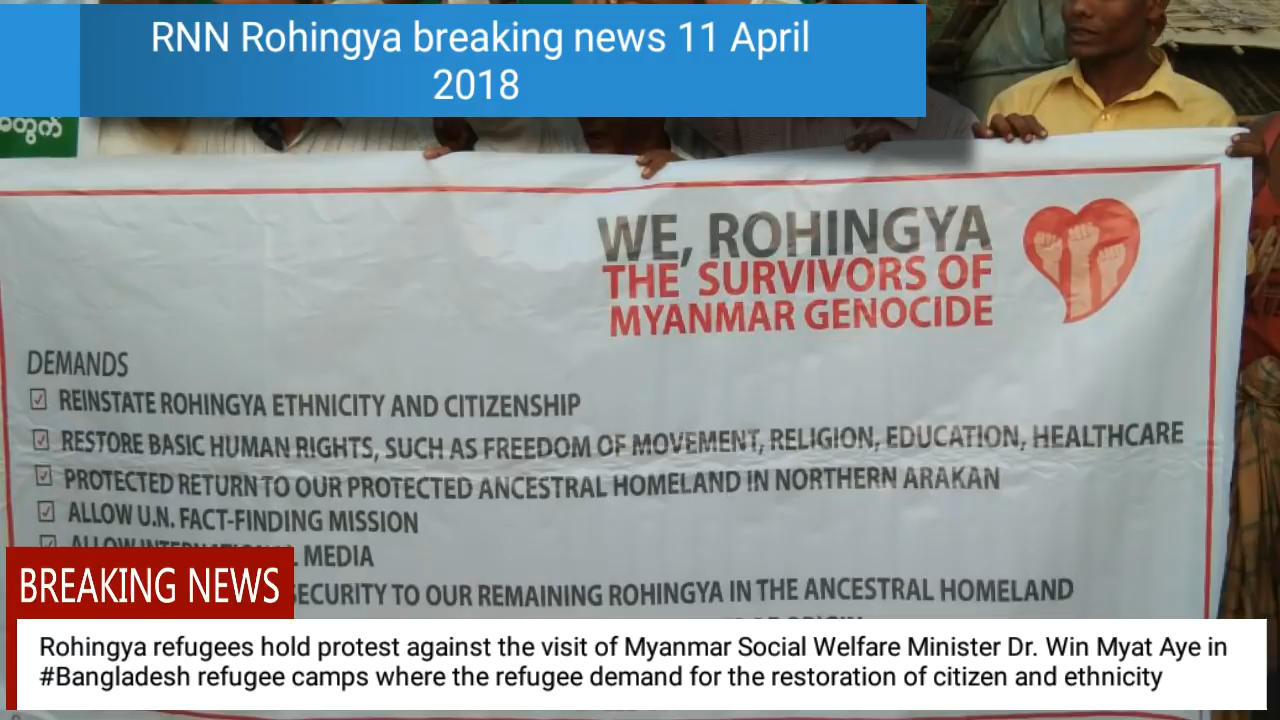 RNN Rohingya breaking news 11 April
2018
WE, ROHINGYA
THE SURVIVORS OF
MYANMAR GENOCIDE
DEMANDS
REINSTATE ROHINGYA ETHNICITY AND CITIZENSHIP
RESTORE BASIC HUMAN RIGHTS, SUCH AS FREEDOM OF MOVEMENT, RELIGION, EDUCATION, HEALTHCARE
PROTECTED RETURN TO OUR PROTECTED ANCESTRAL HOMELAND IN NORTHERN ARAKAN
ALLOW U.N. FACT-FINDING MISSION
ALLOW INTERNATIONAL MEDIA
SECURITY TO OUR REMAINING ROHINGYA IN THE ANCESTRAL HOMELAND
OF ORIGIN
BREAKING NEWS
Rohingya refugees hold protest against the visit of Myanmar Social Welfare Minister Dr. Win Myat Aye in
#Bangladesh refugee camps where the refugee demand for the restoration of citizen and ethnicity